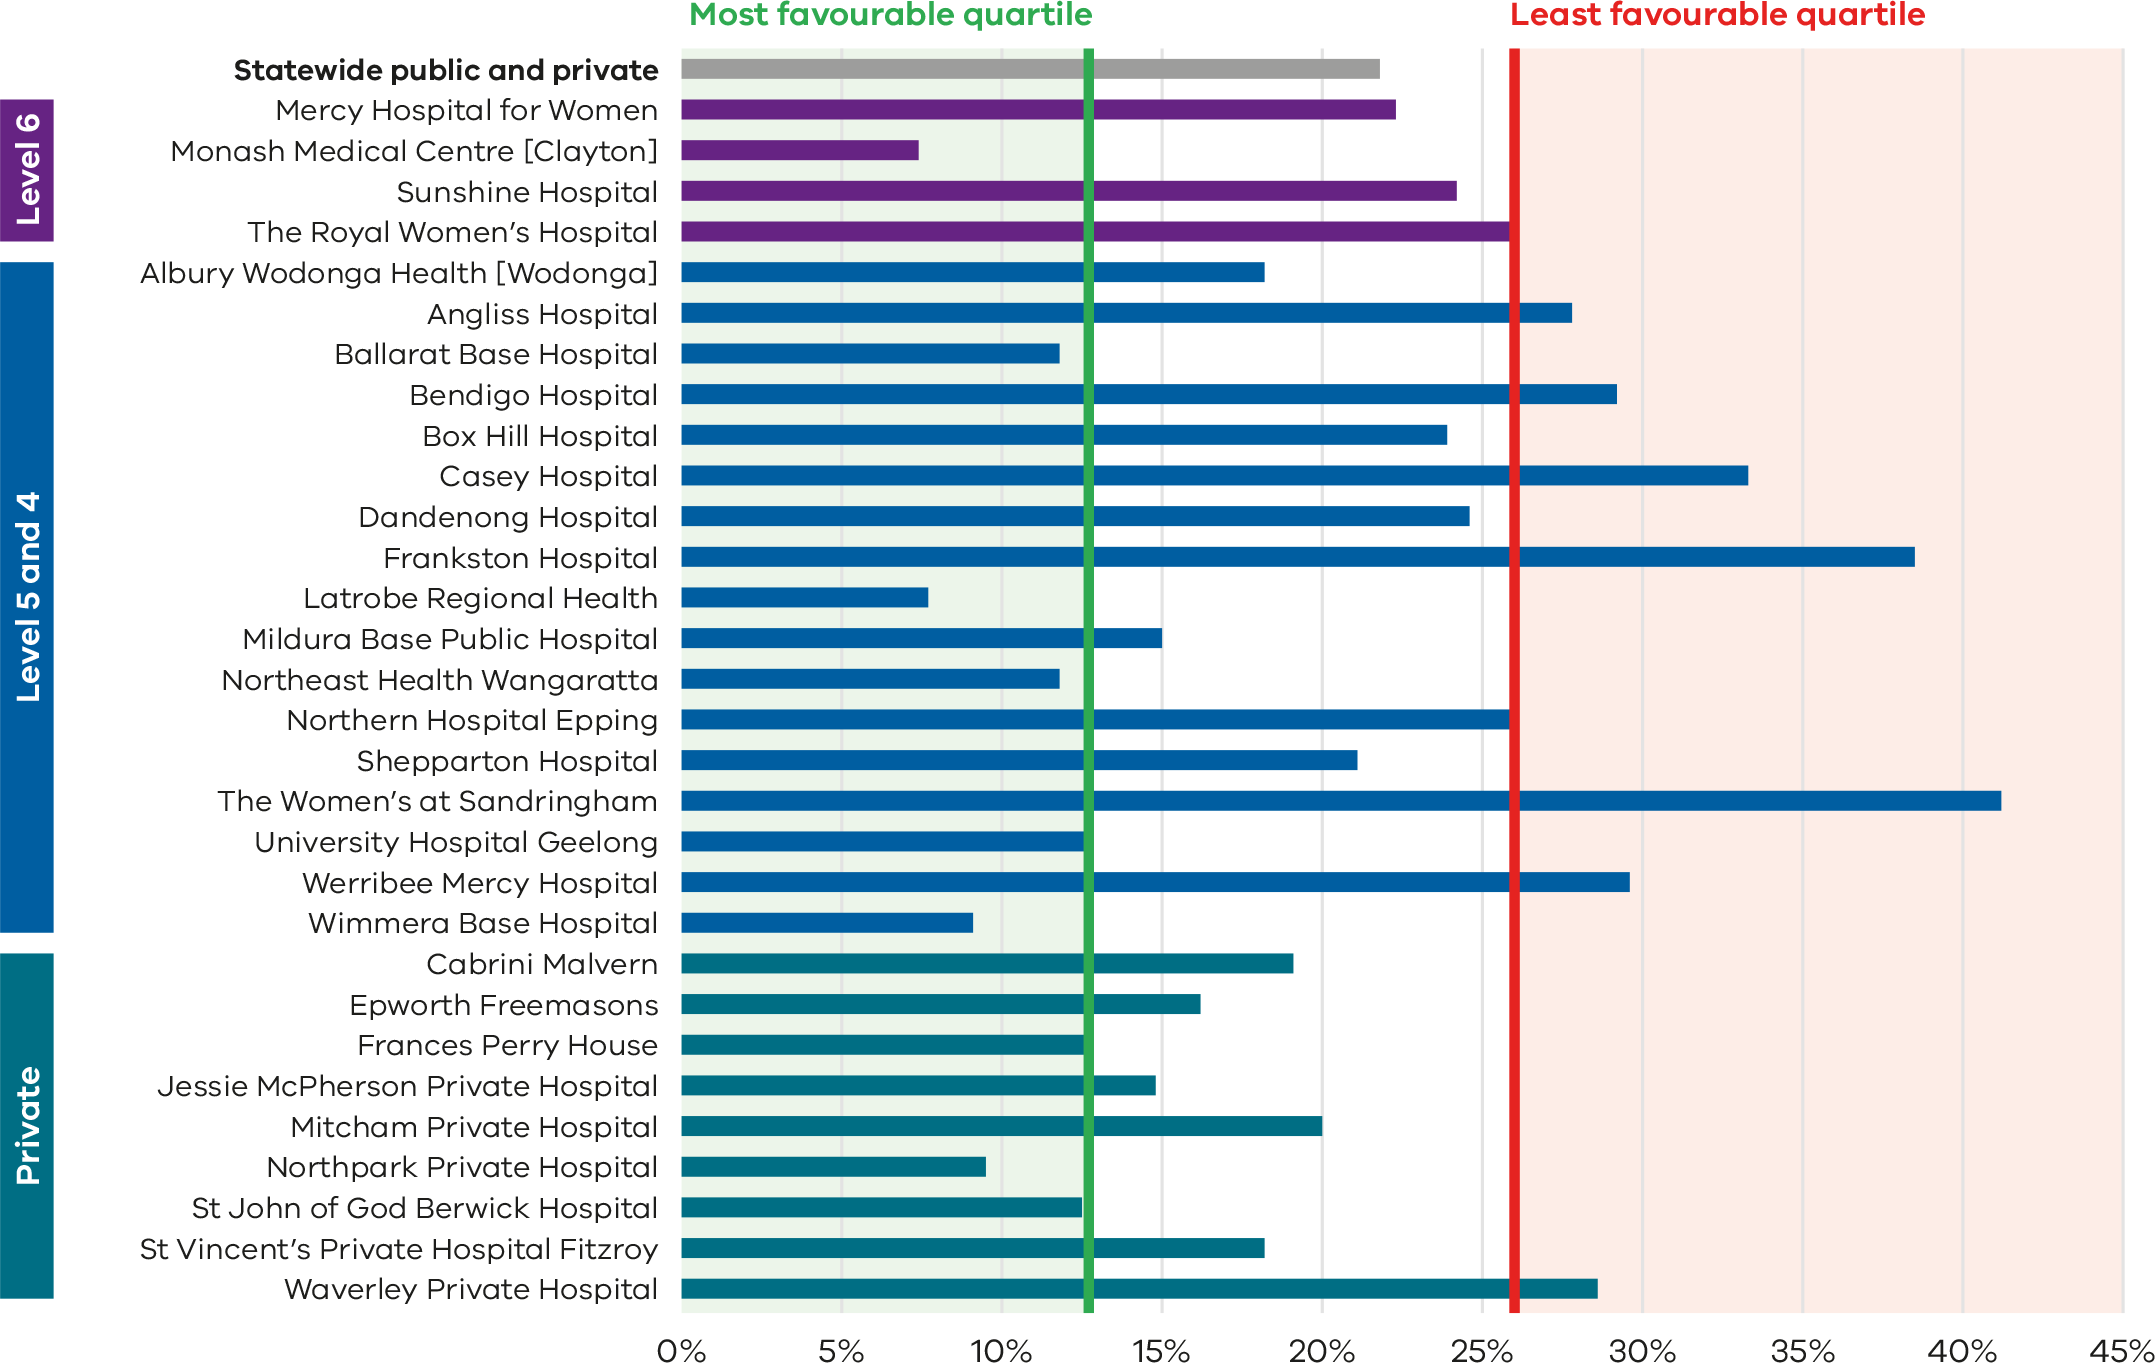 Most favourable quartile
Least favourable quartile
Statewide public and private
Level 6
Mercy Hospital for Women
Monash Medical Centre [Clayton]
Sunshine Hospital
The Royal Women’s Hospital
Level 5 and 4
Albury Wodonga Health [Wodonga]
Angliss Hospital
Ballarat Base Hospital
Bendigo Hospital
Box Hill Hospital
Casey Hospital
Dandenong Hospital
Frankston Hospital
Latrobe Regional Health
Mildura Base Public Hospital
Northeast Health Wangaratta
Northern Hospital Epping
Shepparton Hospital
The Women’s at Sandringham
University Hospital Geelong
Werribee Mercy Hospital
Wimmera Base Hospital
Private
Cabrini Malvern
Epworth Freemasons
Frances Perry House
Jessie McPherson Private Hospital
Mitcham Private Hospital
Northpark Private Hospital
St John of God Berwick Hospital
St Vincent’s Private Hospital Fitzroy
Waverley Private Hospital
0% 5% 10% 15% 20% 25% 30% 35% 40% 45%